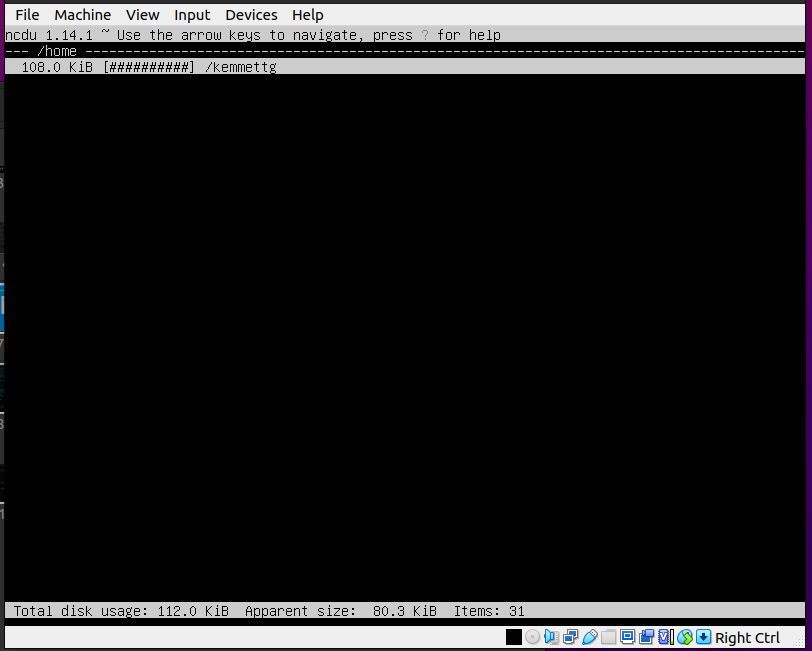 File Machine View Input Devices Help
ncdu 1.14.1 ~ Use the arrow keys to navigate, press ? for help
--- /home ------------------------------------------------------------------------------------------
108.0 KiB [##########] /kemmettg
Total disk usage: 112.0 KiB Apparent size: 80.3 KiB Items: 31
Right Ctrl